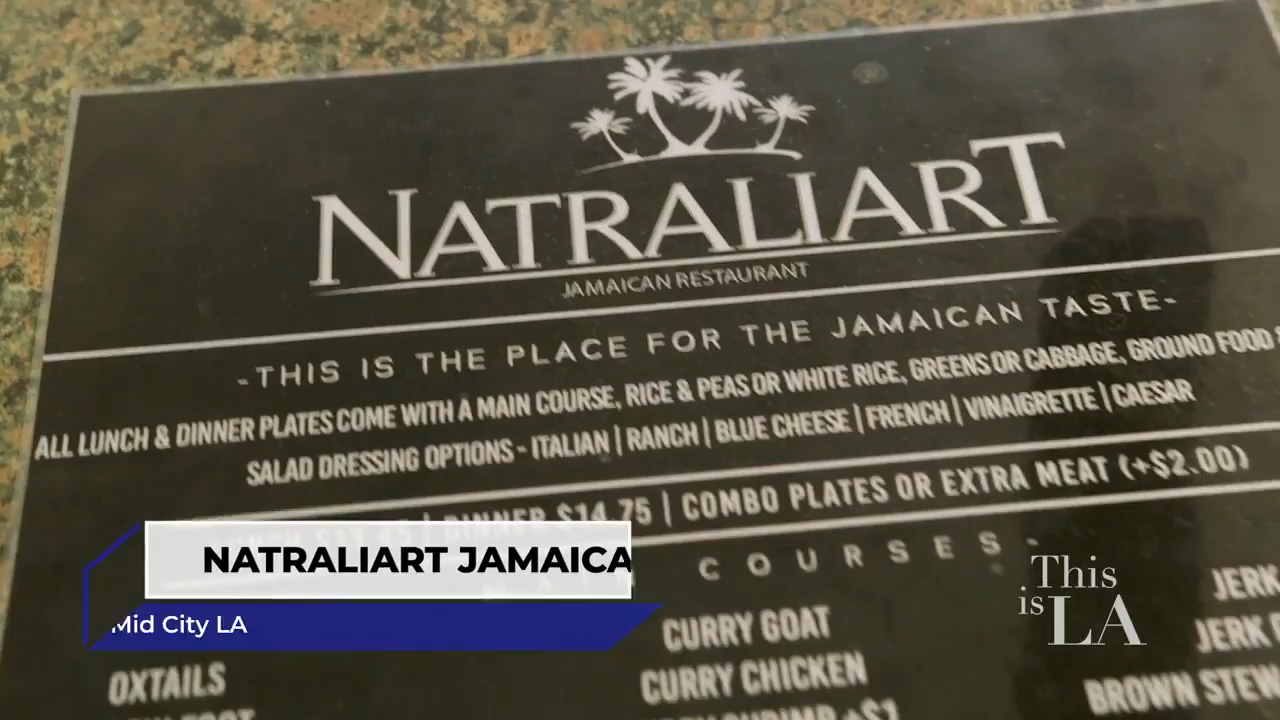 NATRALIART
JAMAICAN RESTAURANT
-THIS IS THE PLACE FOR THE JAMAICAN TASTE-
ALL LUNCH & DINNER PLATES COME WITH A MAIN COURSE, RICE & PEAS OR WHITE RICE, GREENS OR CABBAGE, GROUND FOOD
SALAD DRESSING OPTIONS - ITALIAN | RANCH | BLUE CHEESE | FRENCH | VINAIGRETTE | CAESAR
| DINNER $14.75 | COMBO PLATES OR EXTRA MEAT (+$2.00)
COURSES-
OXTAILS
CURRY GOAT
CURRY CHICKEN
JERK
JERK
BROWN STEW
NATRALIART JAMAICA
Mid City LA
This
is LA